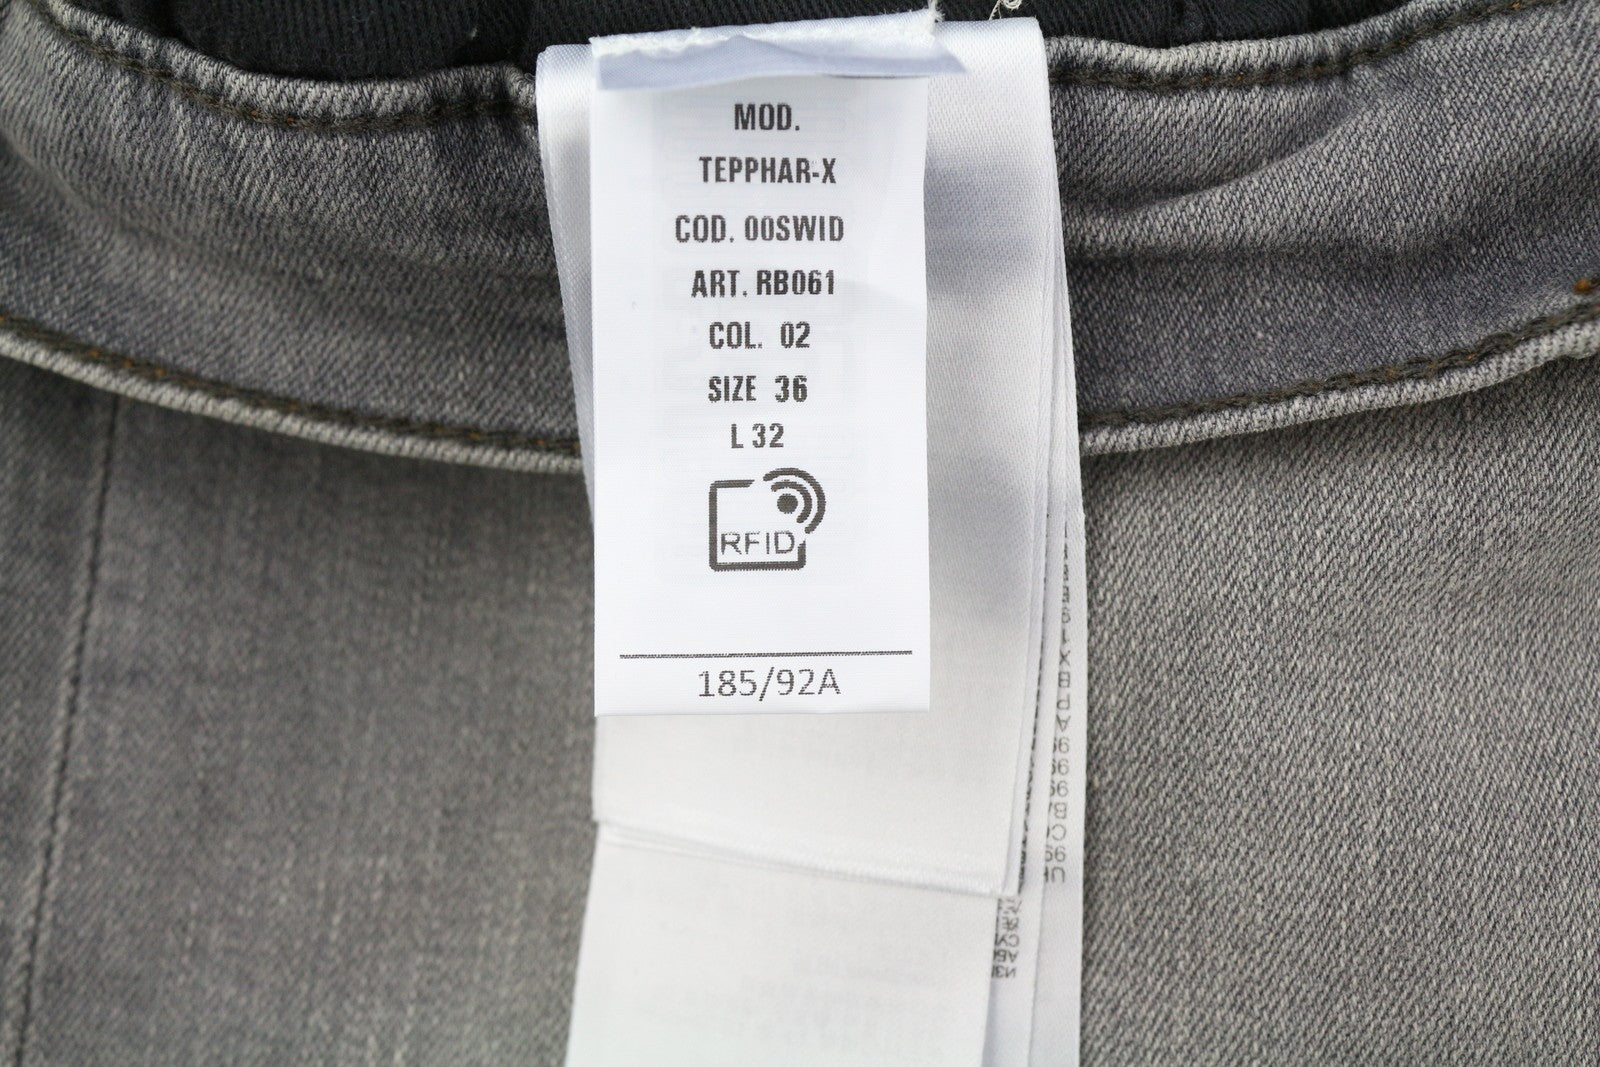 MOD.
TEPPHAR-X
COD. 00SWID
ART. RB061
COL. 02
SIZE 36
L 32
RFID
185/92A